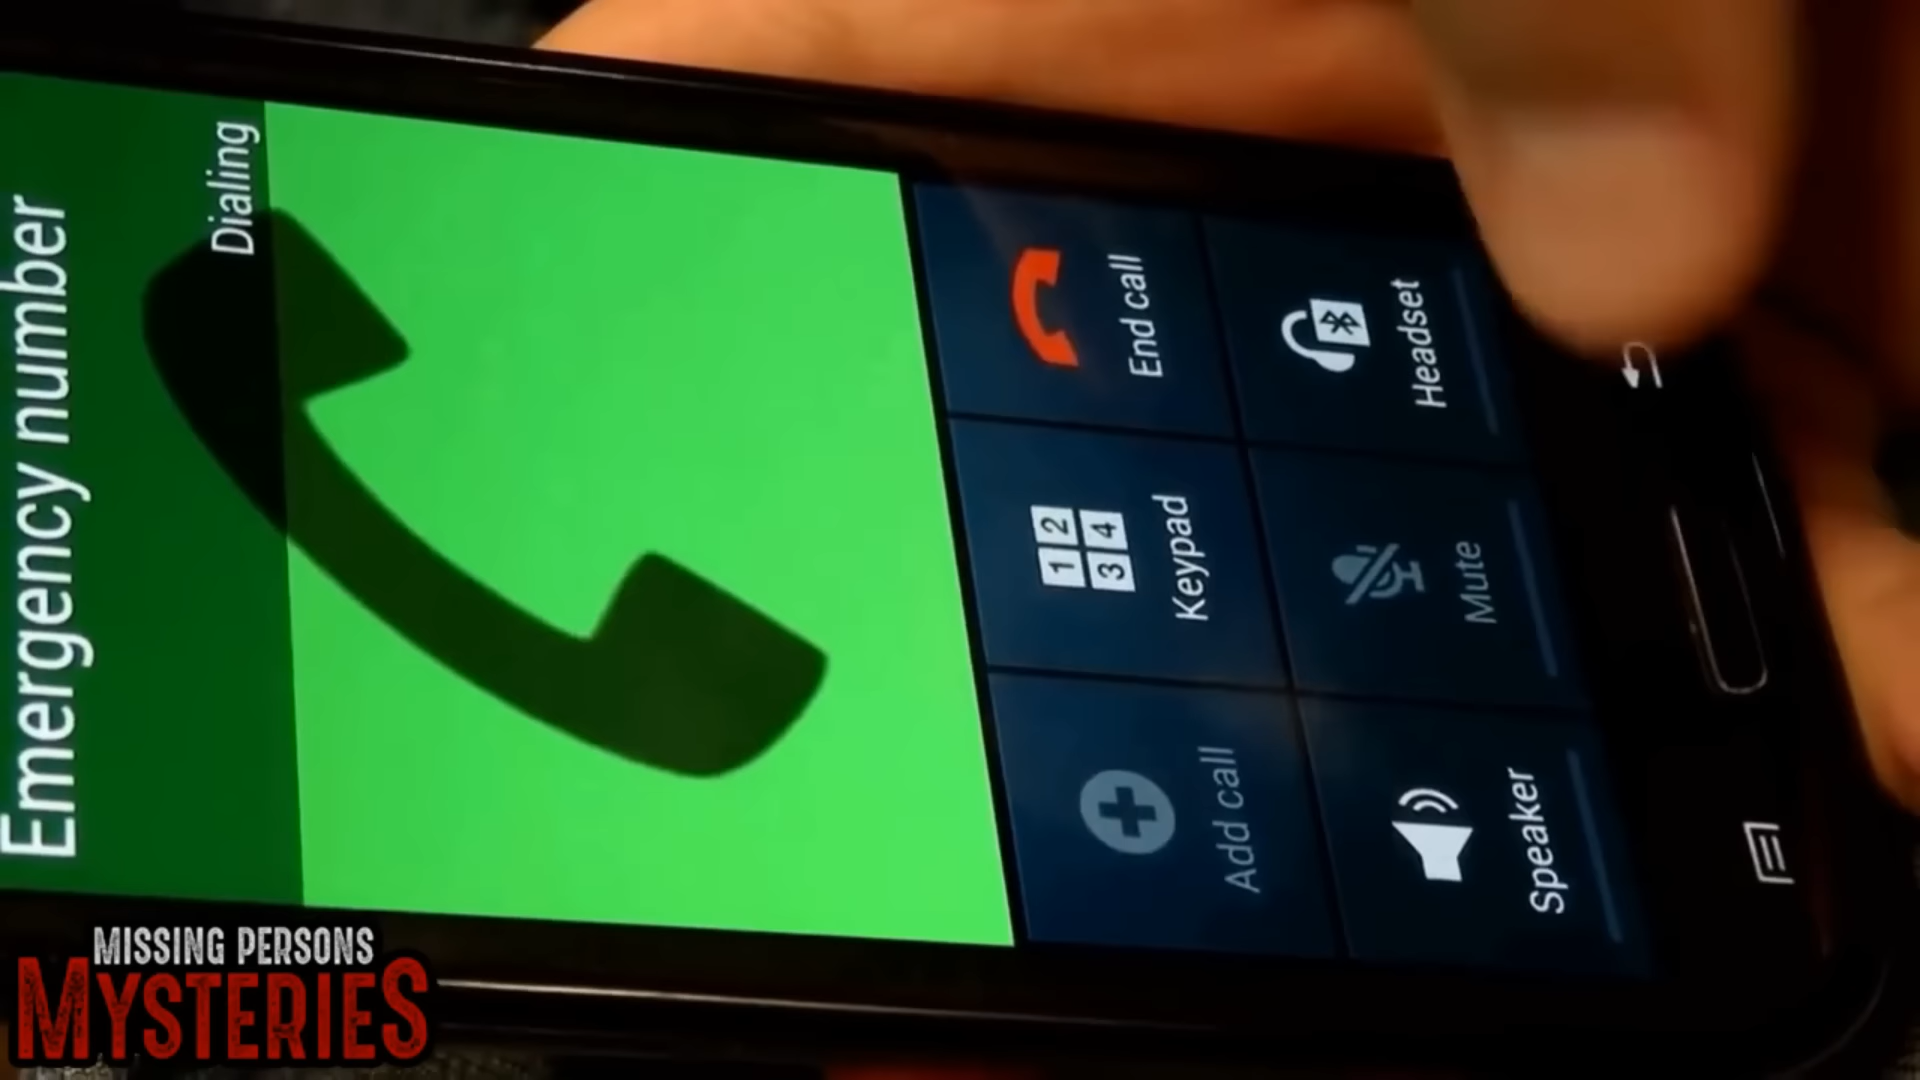 Emergency number
Dialing
End call
Keypad
1 2
3 4
Add call
Headset
Mute
Speaker
MISSING PERSONS
MYSTERIES